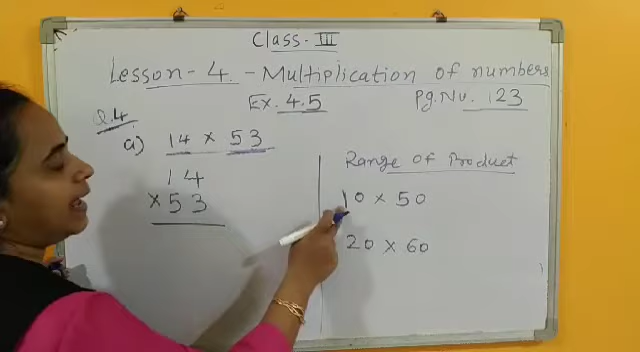 Class - III
Lesson - 4 - Multiplication of numbers
Ex. 4.5 Pg.No. 123
Q.4
a) 14 x 53
14
x 53
Range of Product
10 x 50
20 x 60